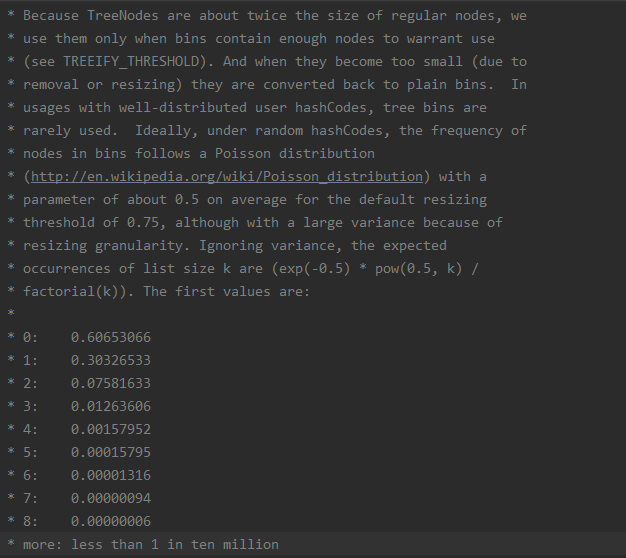 * Because TreeNodes are about twice the size of regular nodes, we
* use them only when bins contain enough nodes to warrant use
* (see TREEIFY_THRESHOLD). And when they become too small (due to
* removal or resizing) they are converted back to plain bins.  In
* usages with well-distributed user hashCodes, tree bins are
* rarely used.  Ideally, under random hashCodes, the frequency of
* nodes in bins follows a Poisson distribution
* (http://en.wikipedia.org/wiki/Poisson_distribution) with a
* parameter of about 0.5 on average for the default resizing
* threshold of 0.75, although with a large variance because of
* resizing granularity. Ignoring variance, the expected
* occurrences of list size k are (exp(-0.5) * pow(0.5, k) /
* factorial(k)). The first values are:
*
* 0:    0.60653066
* 1:    0.30326533
* 2:    0.07581633
* 3:    0.01263606
* 4:    0.00157952
* 5:    0.00015795
* 6:    0.00001316
* 7:    0.00000094
* 8:    0.00000006
* more: less than 1 in ten million